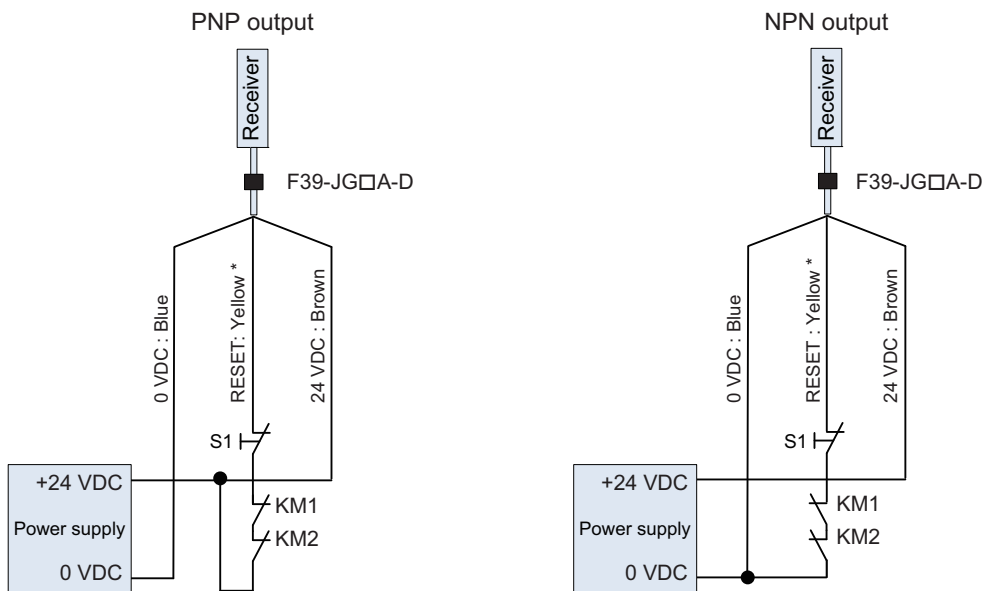 PNP output
Receiver
F39-JG□A-D
0 VDC : Blue
RESET: Yellow *
24 VDC : Brown
S1
+24 VDC
Power supply
0 VDC
KM1
KM2
NPN output
Receiver
F39-JG□A-D
0 VDC : Blue
RESET : Yellow *
24 VDC : Brown
S1
+24 VDC
Power supply
0 VDC
KM1
KM2